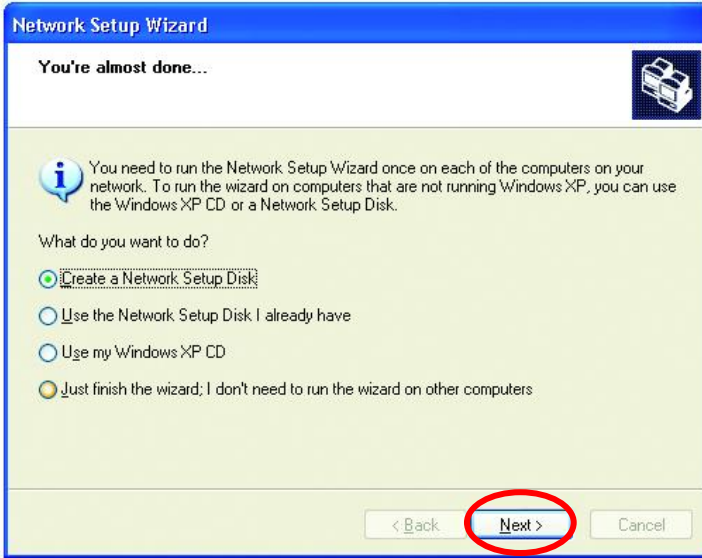 Network Setup Wizard
You're almost done...
You need to run the Network Setup Wizard once on each of the computers on your
network. To run the wizard on computers that are not running Windows XP, you can use
the Windows XP CD or a Network Setup Disk.
What do you want to do?
Create a Network Setup Disk
Use the Network Setup Disk I already have
Use my Windows XP CD
Just finish the wizard; I don't need to run the wizard on other computers
< Back Next > Cancel